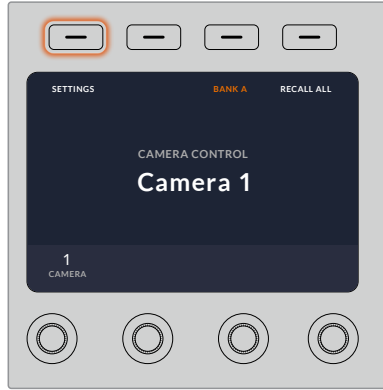 SETTINGS BANK A RECALL ALL
CAMERA CONTROL
Camera 1
1
CAMERA